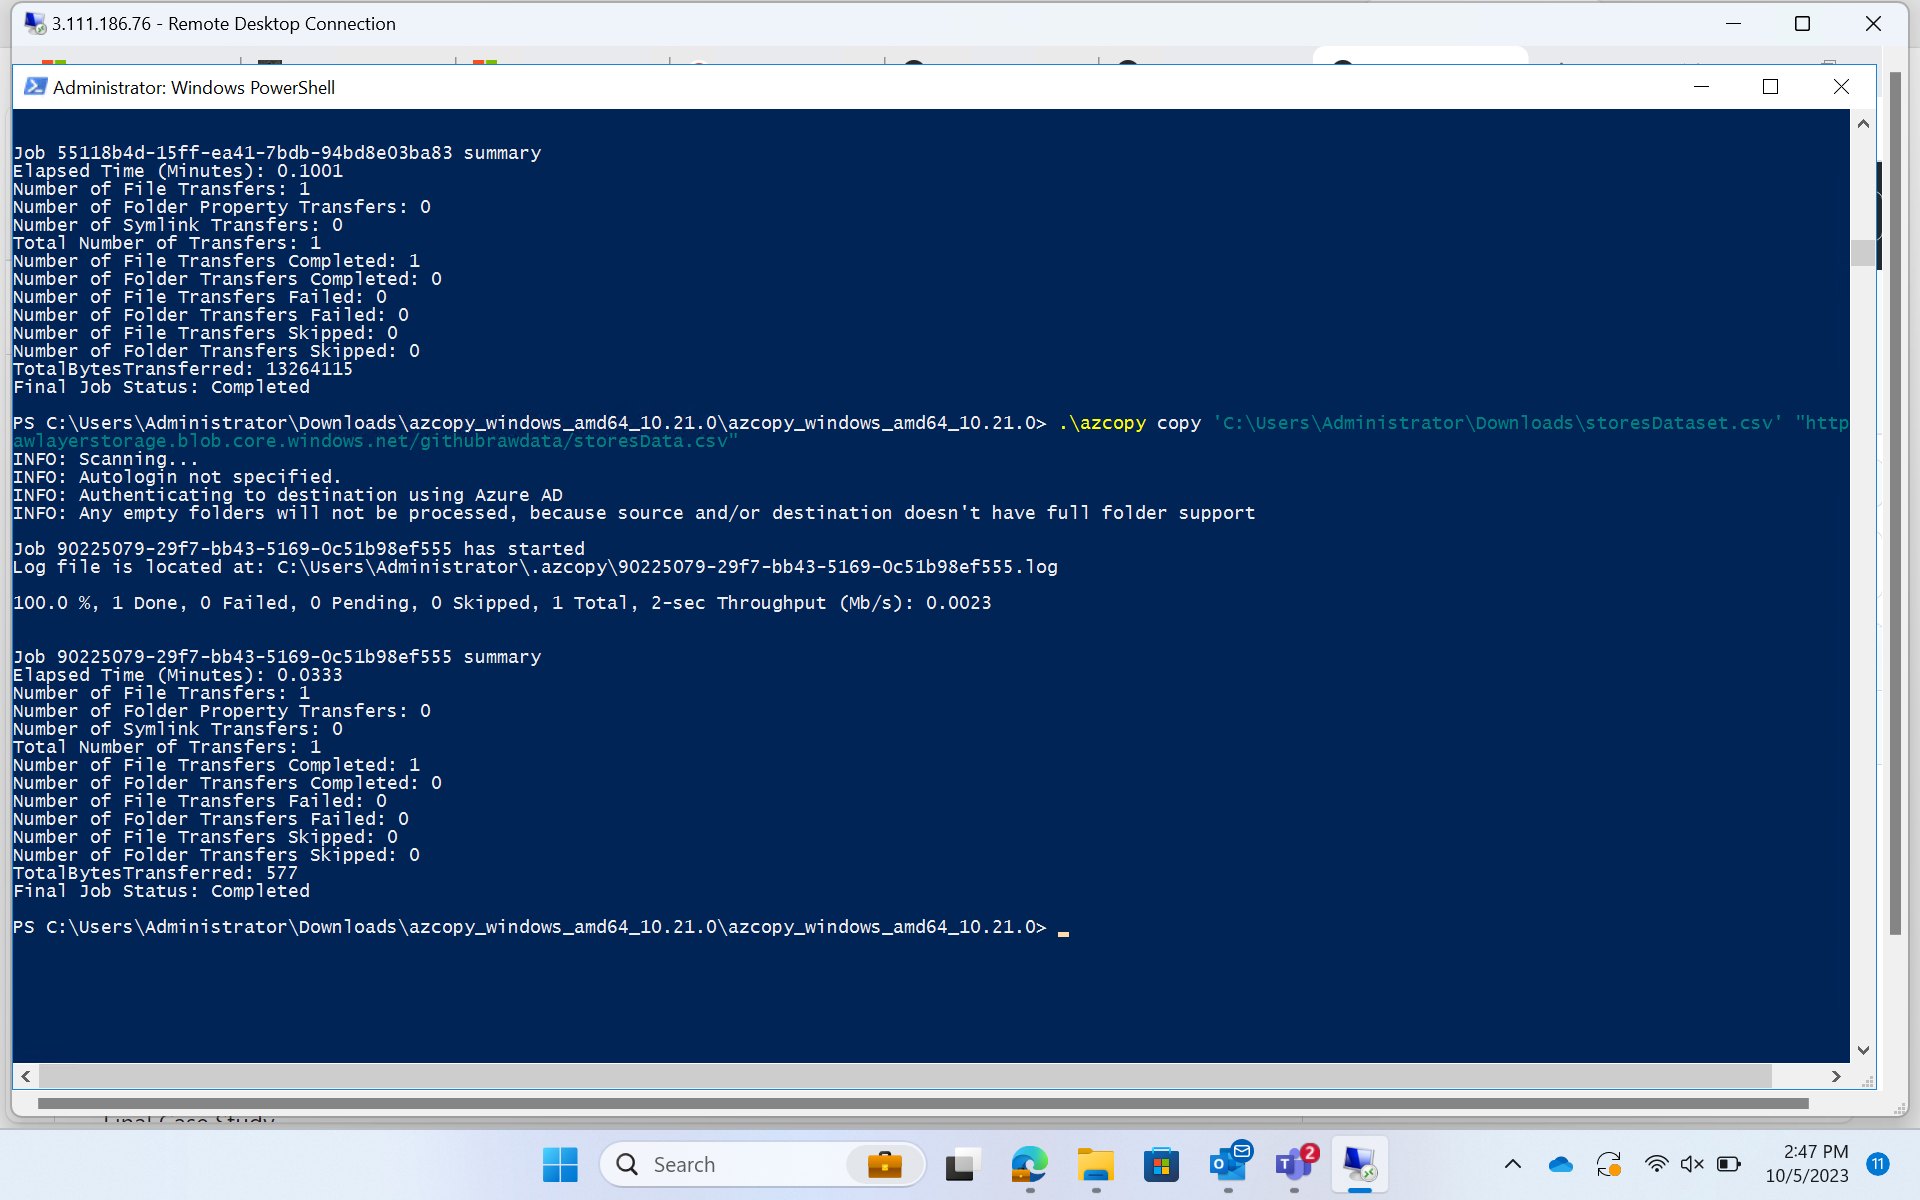 3.111.186.76 - Remote Desktop Connection
Administrator: Windows PowerShell
Job 55118b4d-15ff-ea41-7bdb-94bd8e03ba83 summary
Elapsed Time (Minutes): 0.1001
Number of File Transfers: 1
Number of Folder Property Transfers: 0
Number of Symlink Transfers: 0
Total Number of Transfers: 1
Number of File Transfers Completed: 1
Number of Folder Transfers Completed: 0
Number of File Transfers Failed: 0
Number of Folder Transfers Failed: 0
Number of File Transfers Skipped: 0
Number of Folder Transfers Skipped: 0
TotalBytesTransferred: 13264115
Final Job Status: Completed
PS C:\Users\Administrator\Downloads\azcopy_windows_amd64_10.21.0\azcopy_windows_amd64_10.21.0> .\azcopy copy 'C:\Users\Administrator\Downloads\storesDataset.csv' "http
awlayerstorage.blob.core.windows.net/githubrawdata/storesData.csv"
INFO: Scanning...
INFO: Autologin not specified.
INFO: Authenticating to destination using Azure AD
INFO: Any empty folders will not be processed, because source and/or destination doesn't have full folder support
Job 90225079-29f7-bb43-5169-0c51b98ef555 has started
Log file is located at: C:\Users\Administrator\.azcopy\90225079-29f7-bb43-5169-0c51b98ef555.log
100.0 %, 1 Done, 0 Failed, 0 Pending, 0 Skipped, 1 Total, 2-sec Throughput (Mb/s): 0.0023
Job 90225079-29f7-bb43-5169-0c51b98ef555 summary
Elapsed Time (Minutes): 0.0333
Number of File Transfers: 1
Number of Folder Property Transfers: 0
Number of Symlink Transfers: 0
Total Number of Transfers: 1
Number of File Transfers Completed: 1
Number of Folder Transfers Completed: 0
Number of File Transfers Failed: 0
Number of Folder Transfers Failed: 0
Number of File Transfers Skipped: 0
Number of Folder Transfers Skipped: 0
TotalBytesTransferred: 577
Final Job Status: Completed
PS C:\Users\Administrator\Downloads\azcopy_windows_amd64_10.21.0\azcopy_windows_amd64_10.21.0>
Final Case Study
Search
2
2:47 PM
10/5/2023
11